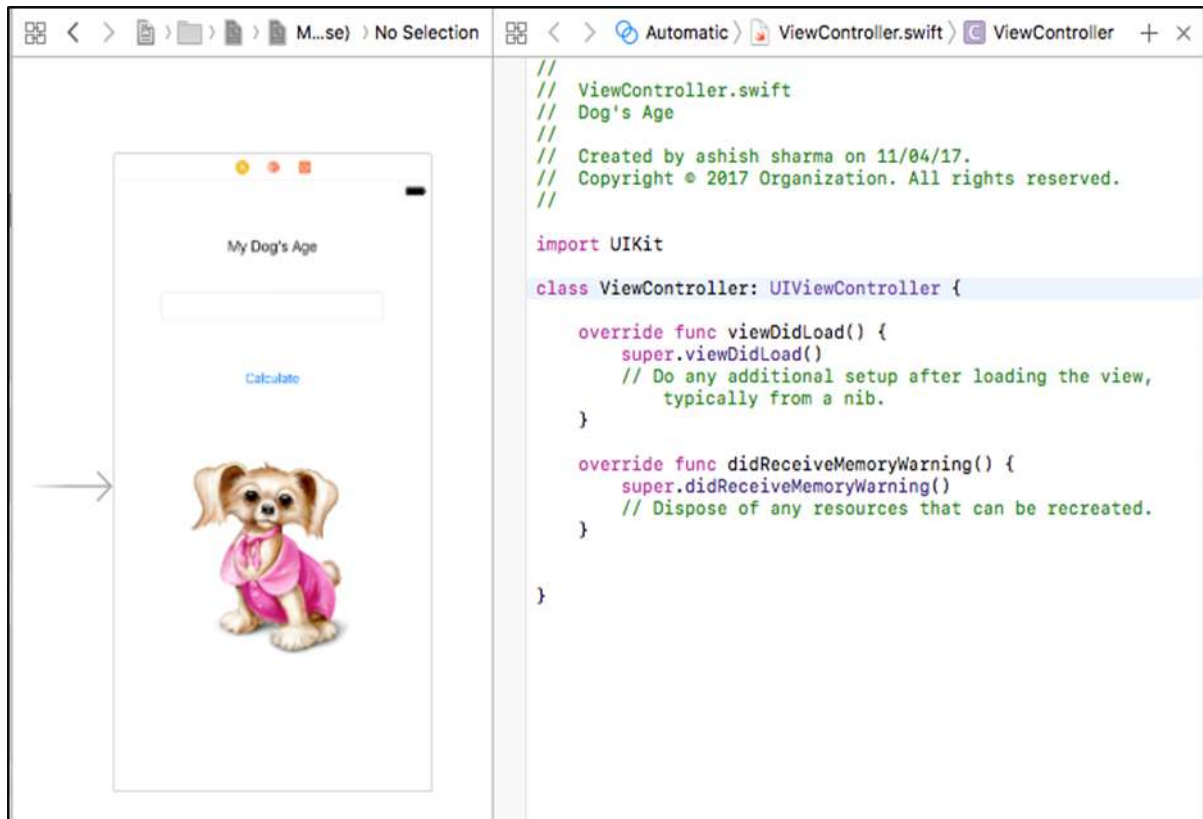 M...se) 〉No Selection
Automatic 〉 ViewController.swift 〉 C ViewController + ×
My Dog's Age
Calculate
//
//  ViewController.swift
//  Dog's Age
//
//  Created by ashish sharma on 11/04/17.
//  Copyright © 2017 Organization. All rights reserved.
//
import UIKit
class ViewController: UIViewController {
    override func viewDidLoad() {
        super.viewDidLoad()
        // Do any additional setup after loading the view,
            typically from a nib.
    }
    override func didReceiveMemoryWarning() {
        super.didReceiveMemoryWarning()
        // Dispose of any resources that can be recreated.
    }
}